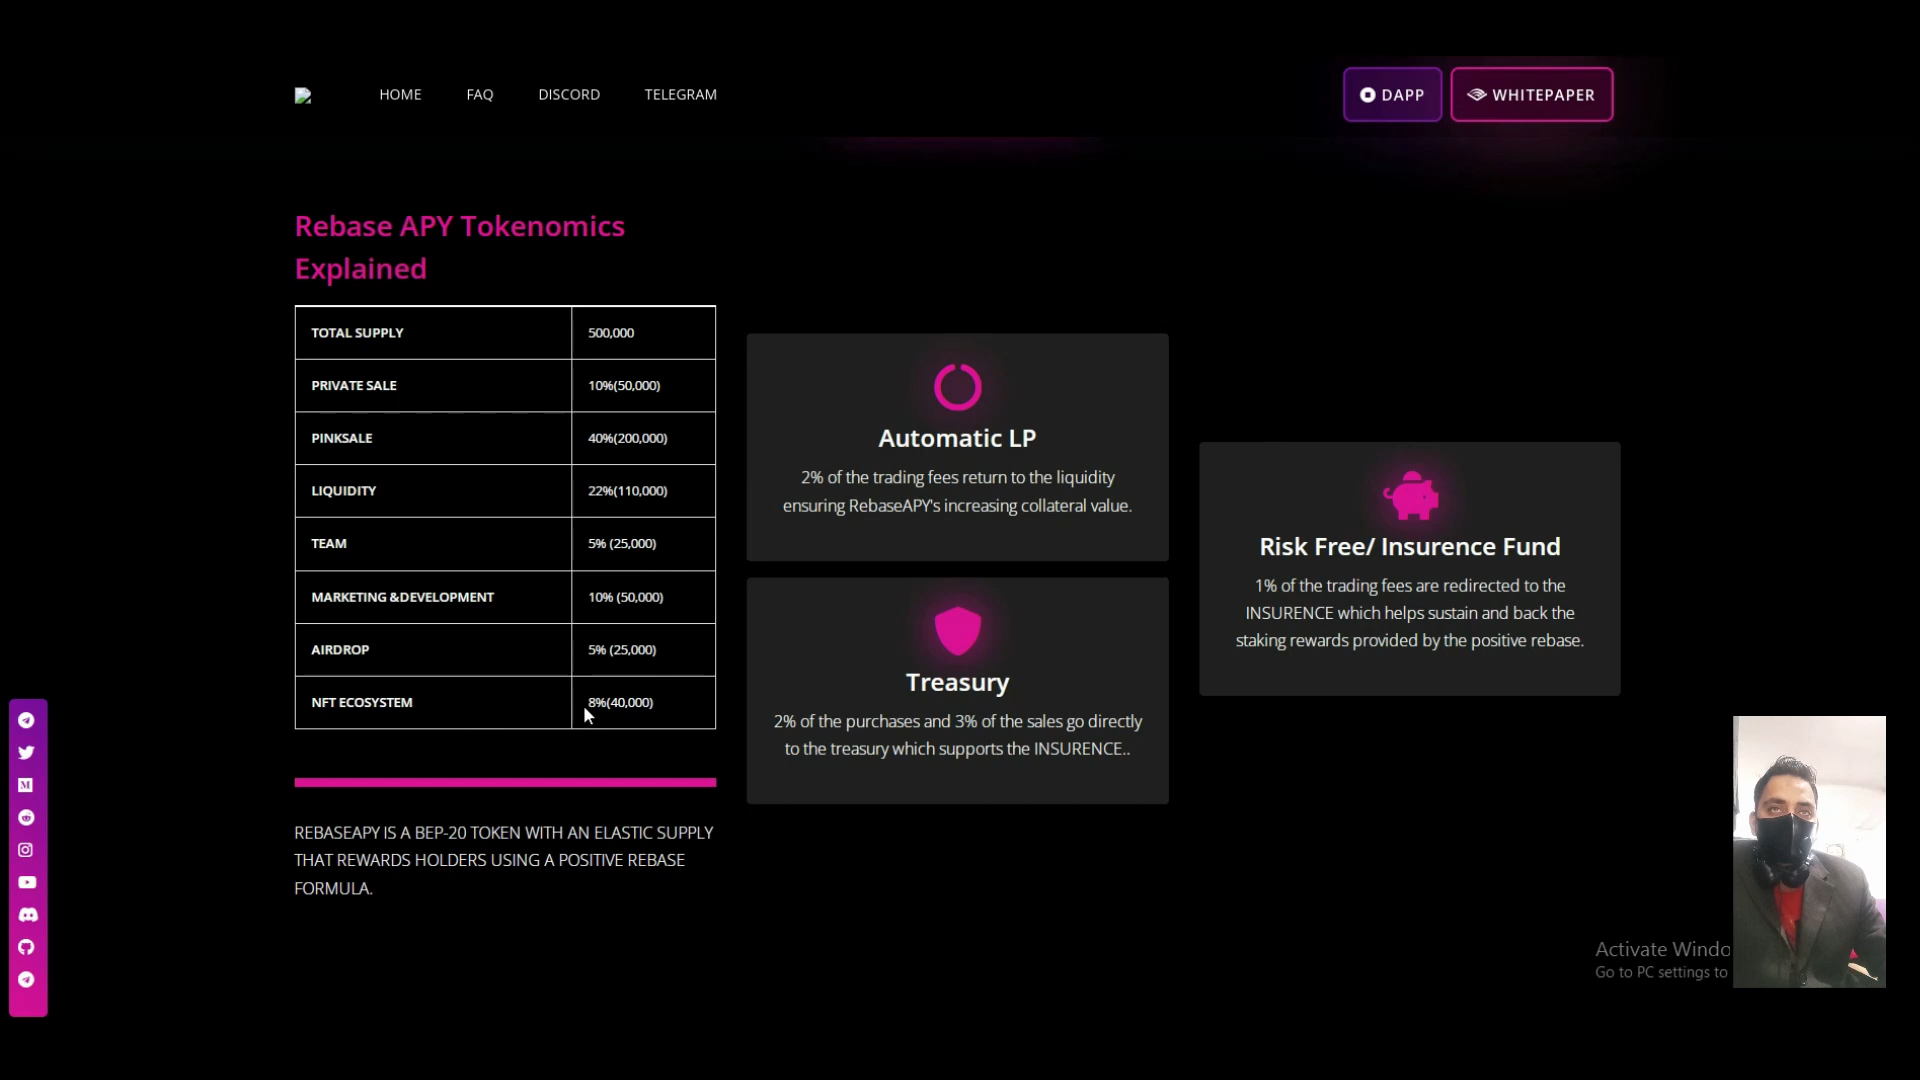 HOME FAQ DISCORD TELEGRAM DAPP WHITEPAPER
Rebase APY Tokenomics
Explained
TOTAL SUPPLY 500,000
PRIVATE SALE 10%(50,000)
PINKSALE 40%(200,000)
LIQUIDITY 22%(110,000)
TEAM 5% (25,000)
MARKETING &DEVELOPMENT 10% (50,000)
AIRDROP 5% (25,000)
NFT ECOSYSTEM 8%(40,000)
REBASEAPY IS A BEP-20 TOKEN WITH AN ELASTIC SUPPLY
THAT REWARDS HOLDERS USING A POSITIVE REBASE
FORMULA.
Automatic LP
2% of the trading fees return to the liquidity
ensuring RebaseAPY's increasing collateral value.
Treasury
2% of the purchases and 3% of the sales go directly
to the treasury which supports the INSURENCE..
Risk Free/ Insurence Fund
1% of the trading fees are redirected to the
INSURENCE which helps sustain and back the
staking rewards provided by the positive rebase.
Activate Windo
Go to PC settings to